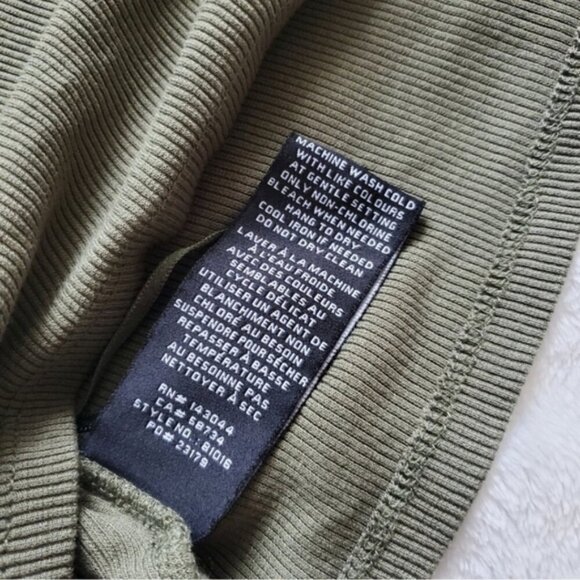 MACHINE WASH COLD
WITH LIKE COLOURS
AT GENTLE SETTING
ONLY NON-CHLORINE
BLEACH WHEN NEEDED
HANG TO DRY
COOL IRON IF NEEDED
DO NOT DRY CLEAN
LAVER À LA MACHINE
À L'EAU FROIDE
AVEC DES COULEURS
SEMBLABLES AU
CYCLE DÉLICAT
UTILISER UN AGENT DE
BLANCHIMENT NON
CHLORÉ AU BESOIN
SUSPENDRE POUR SÉCHER
REPASSER À BASSE
TEMPÉRATURE
AU BESOINNE PAS
NETTOYER À SEC
RN# 143044
CA# 58734
STYLE NO.: 81016
PO# 23178